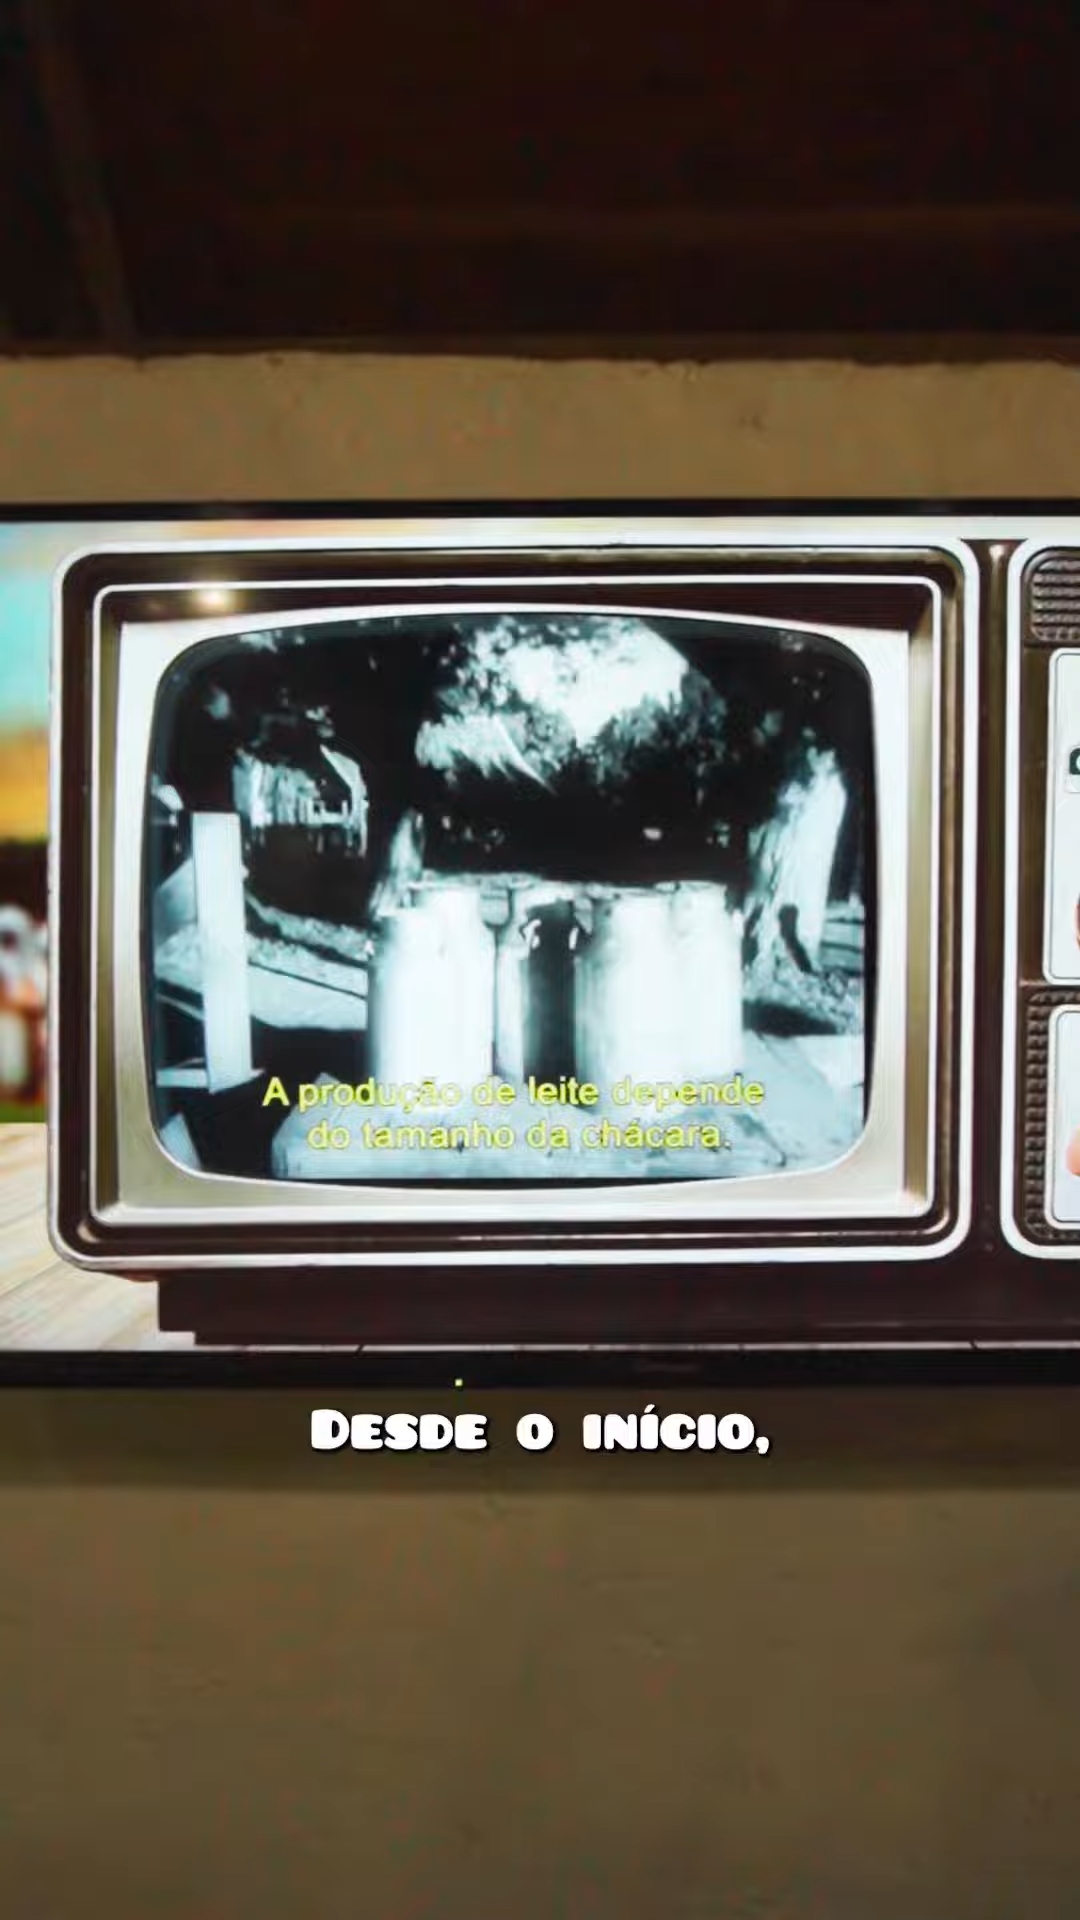 A produção de leite depende
do tamanho da chácara.
Desde o início,